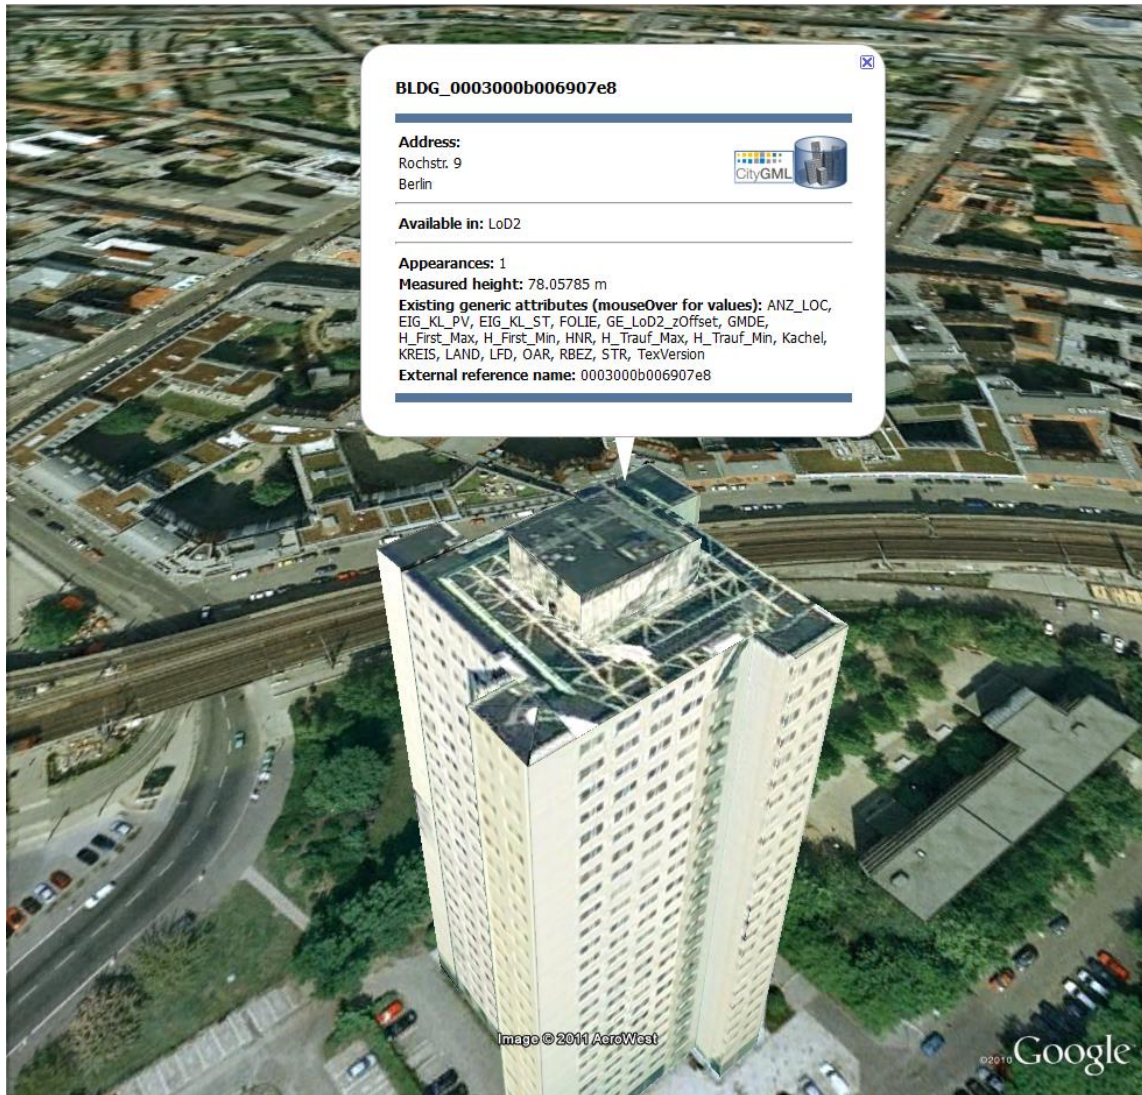 BLDG_0003000b006907e8
Address:
Rochstr. 9
Berlin
CityGML
Available in: LoD2
Appearances: 1
Measured height: 78.05785 m
Existing generic attributes (mouseOver for values): ANZ_LOC,
EIG_KL_PV, EIG_KL_ST, FOLIE, GE_LoD2_zOffset, GMDE,
H_First_Max, H_First_Min, HNR, H_Trauf_Max, H_Trauf_Min, Kachel,
KREIS, LAND, LFD, OAR, RBEZ, STR, TexVersion
External reference name: 0003000b006907e8
Image © 2011 AeroWest
©2010 Google